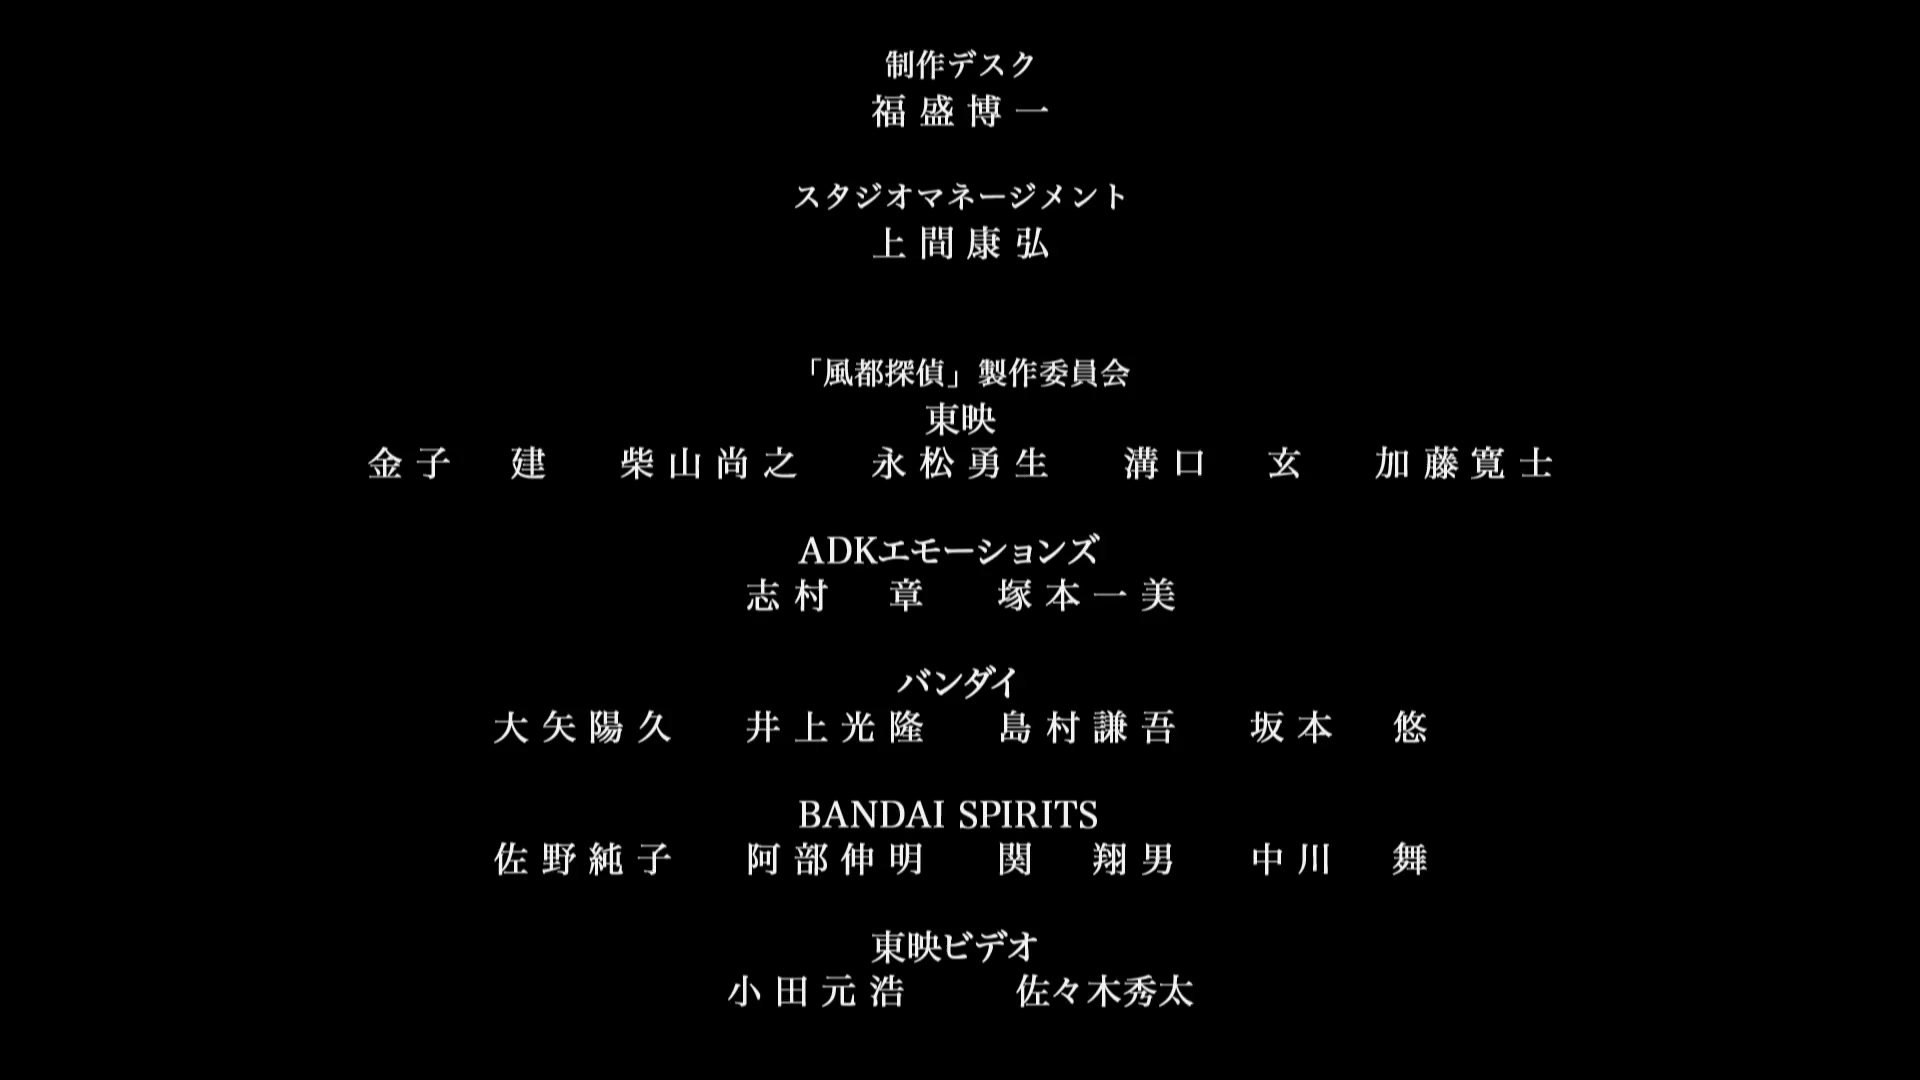 制作デスク
福盛博一
スタジオマネージメント
上間康弘
「風都探偵」製作委員会
東映
金子　建　柴山尚之　永松勇生　溝口　玄　加藤寛士
ADKエモーションズ
志村　章　塚本一美
バンダイ
大矢陽久　井上光隆　島村謙吾　坂本　悠
BANDAI SPIRITS
佐野純子　阿部伸明　関　翔男　中川　舞
東映ビデオ
小田元浩　佐々木秀太